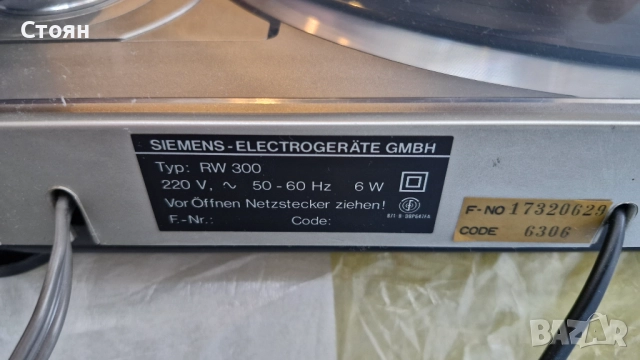 Стоян
SIEMENS-ELECTROGERÄTE GMBH
Typ: RW 300
220 V, ~ 50-60 Hz 6 W
Vor Öffnen Netzstecker ziehen!
F.-Nr.: Code:
F-NO 17320629
CODE 6306
BAZAR